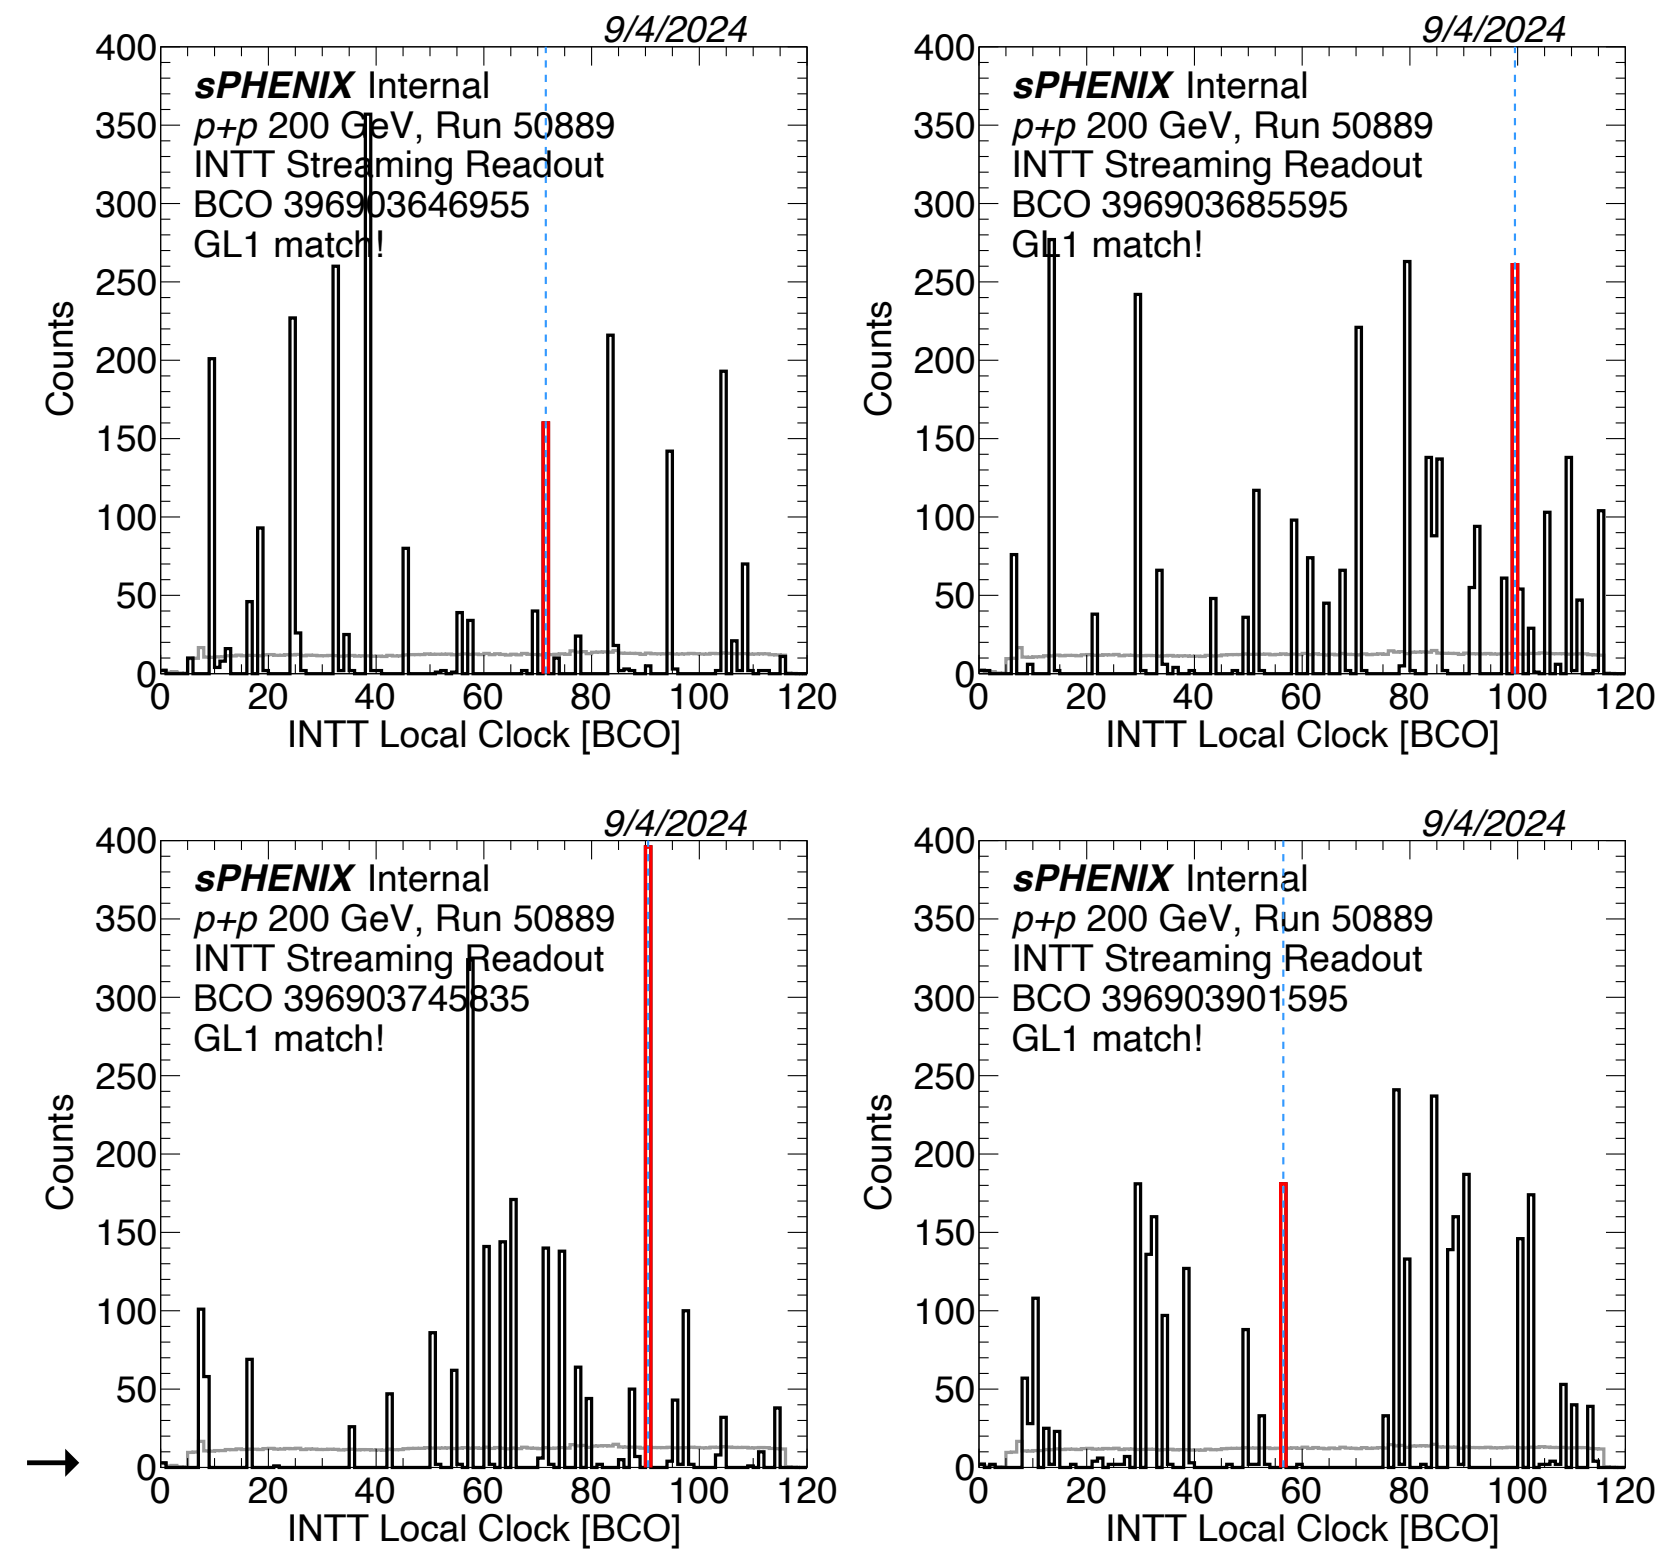 9/4/2024
400
350
300
250
200
150
100
50
0
Counts
sPHENIX Internal
p+p 200 GeV, Run 50889
INTT Streaming Readout
BCO 396903646955
GL1 match!
0 20 40 60 80 100 120
INTT Local Clock [BCO]
9/4/2024
400
350
300
250
200
150
100
50
0
Counts
sPHENIX Internal
p+p 200 GeV, Run 50889
INTT Streaming Readout
BCO 396903685595
GL1 match!
0 20 40 60 80 100 120
INTT Local Clock [BCO]
9/4/2024
400
350
300
250
200
150
100
50
0
Counts
sPHENIX Internal
p+p 200 GeV, Run 50889
INTT Streaming Readout
BCO 396903745835
GL1 match!
0 20 40 60 80 100 120
INTT Local Clock [BCO]
9/4/2024
400
350
300
250
200
150
100
50
0
Counts
sPHENIX Internal
p+p 200 GeV, Run 50889
INTT Streaming Readout
BCO 396903901595
GL1 match!
0 20 40 60 80 100 120
INTT Local Clock [BCO]